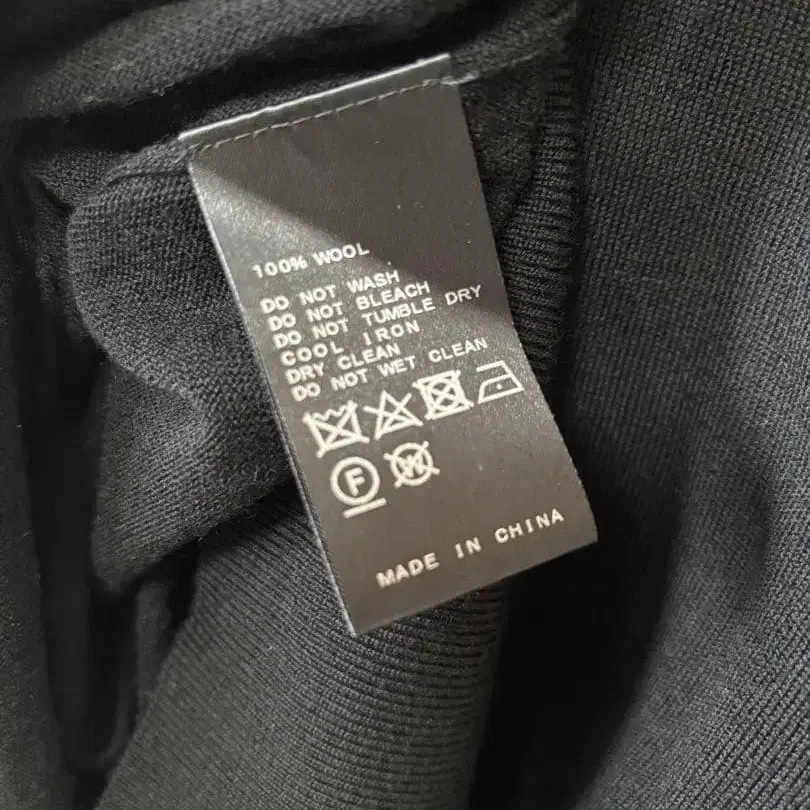 100% WOOL
DO NOT WASH
DO NOT BLEACH
DO NOT TUMBLE DRY
COOL IRON
DRY CLEAN
DO NOT WET CLEAN
F W
MADE IN CHINA